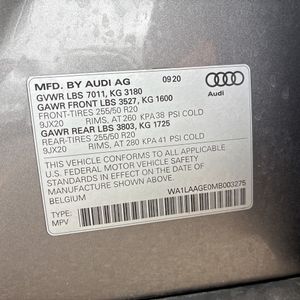 MFD. BY AUDI AG 09 20
GVWR LBS 7011, KG 3180
GAWR FRONT LBS 3527, KG 1600
FRONT-TIRES 255/50 R20
9JX20 RIMS, AT 260 KPA 38 PSI COLD
GAWR REAR LBS 3803, KG 1725
REAR-TIRES 255/50 R20
9JX20 RIMS, AT 280 KPA 41 PSI COLD
Audi
THIS VEHICLE CONFORMS TO ALL APPLICABLE
FEDERAL MOTOR VEHICLE SAFETY AND
THEFT PREVENTION STANDARDS IN EFFECT ON
THE DATE OF MANUFACTURE SHOWN ABOVE.
BELGIUM WA1LAAGE0MB003275
TYPE:
MPV